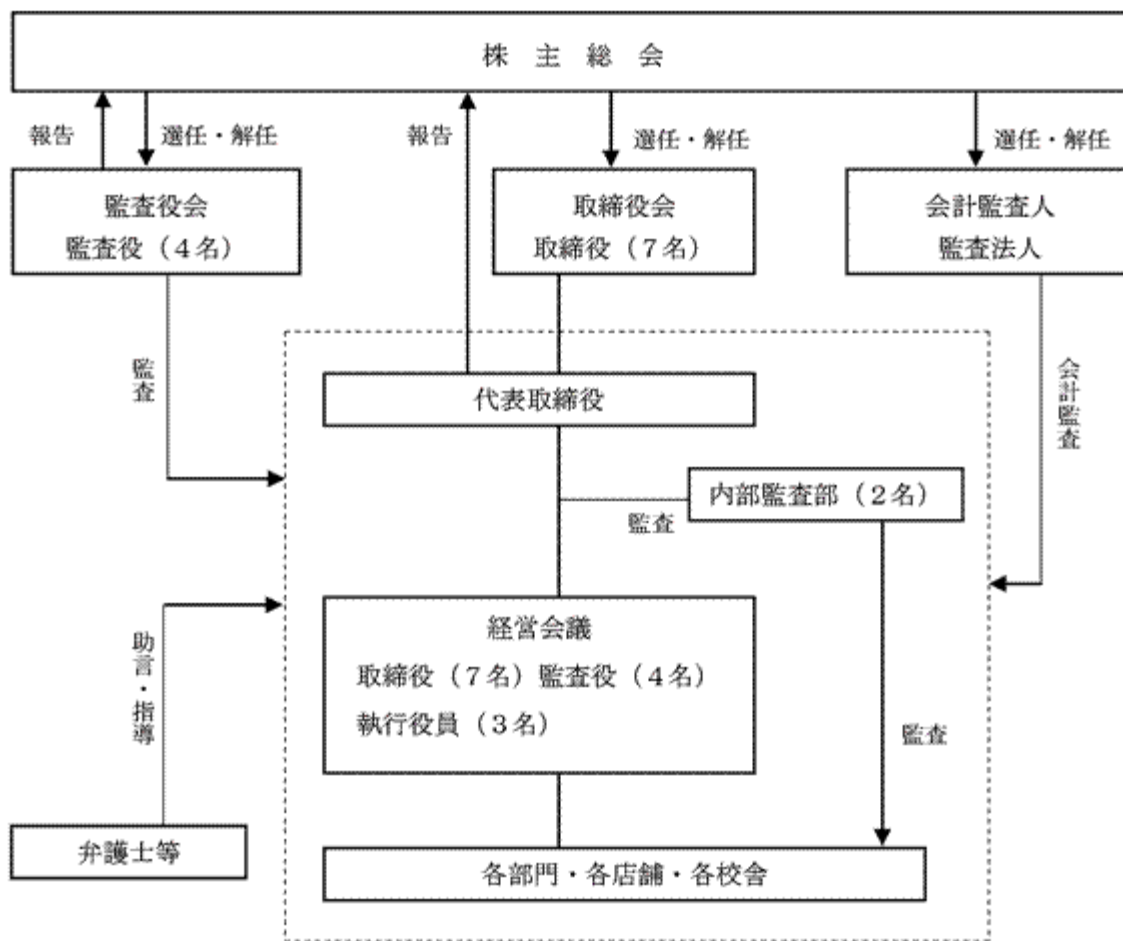 株主総会
報告
選任・解任
報告
選任・解任
選任・解任
監査役会
監査役（４名）
取締役会
取締役（７名）
会計監査人
監査法人
監査
会計監査
代表取締役
内部監査部（２名）
監査
経営会議
取締役（７名）監査役（４名）
執行役員（３名）
助言・指導
監査
弁護士等
各部門・各店舗・各校舎